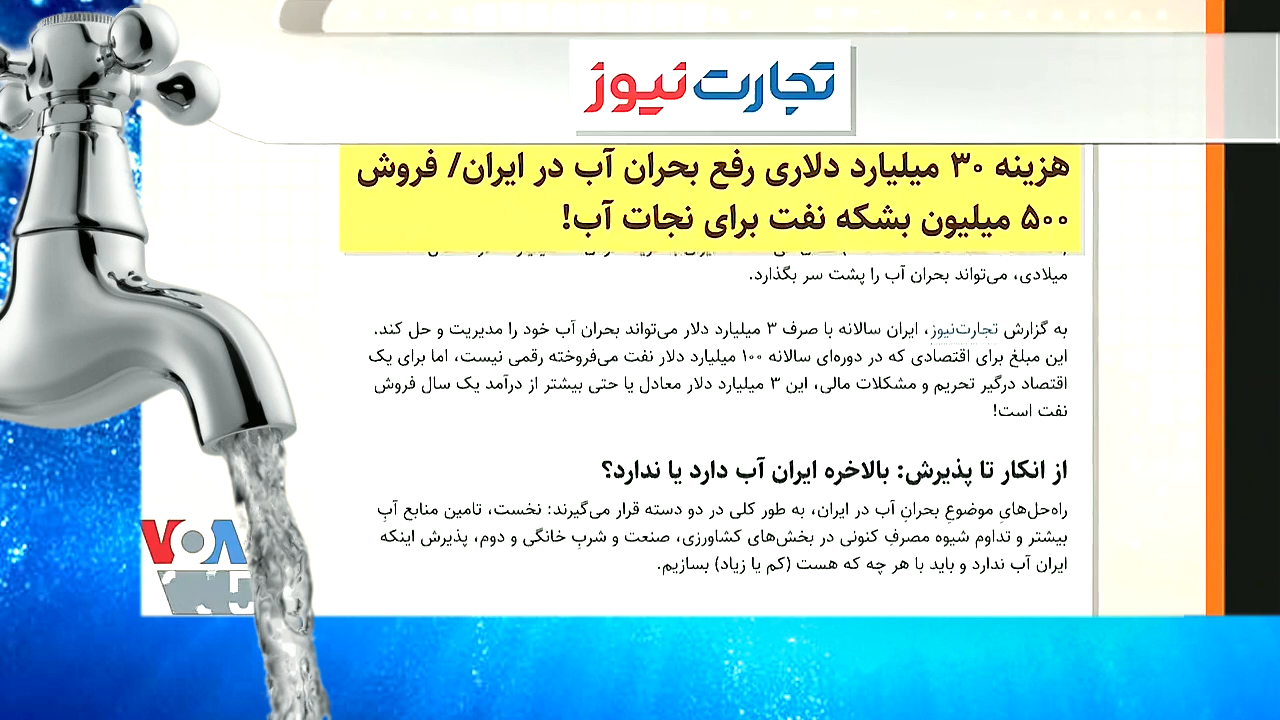 تجارت‌نیوز
هزینه ۳۰ میلیارد دلاری رفع بحران آب در ایران/ فروش
۵۰۰ میلیون بشکه نفت برای نجات آب!
میلادی، می‌تواند بحران آب را پشت سر بگذارد.
به گزارش تجارت‌نیوز، ایران سالانه با صرف ۳ میلیارد دلار می‌تواند بحران آب خود را مدیریت و حل کند.
این مبلغ برای اقتصادی که در دوره‌ای سالانه ۱۰۰ میلیارد دلار نفت می‌فروخته رقمی نیست، اما برای یک
اقتصاد درگیر تحریم و مشکلات مالی، این ۳ میلیارد دلار معادل یا حتی بیشتر از درآمد یک سال فروش
نفت است!
از انکار تا پذیرش: بالاخره ایران آب دارد یا ندارد؟
راه‌حل‌هایِ موضوعِ بحرانِ آب در ایران، به طور کلی در دو دسته قرار می‌گیرند: نخست، تامین منابع آبِ
بیشتر و تداوم شیوه مصرفِ کنونی در بخش‌های کشاورزی، صنعت و شربِ خانگی و دوم، پذیرش اینکه
ایران آب ندارد و باید با هر چه که هست (کم یا زیاد) بسازیم.
VOA